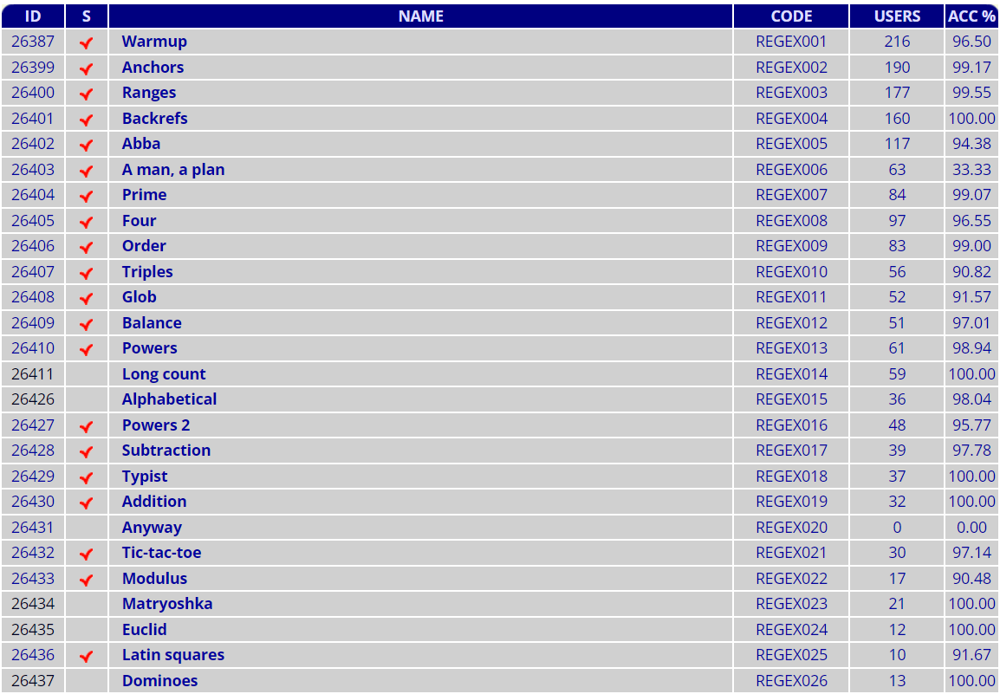 ID S NAME CODE USERS ACC %
26387 Warmup REGEX001 216 96.50
26399 Anchors REGEX002 190 99.17
26400 Ranges REGEX003 177 99.55
26401 Backrefs REGEX004 160 100.00
26402 Abba REGEX005 117 94.38
26403 A man, a plan REGEX006 63 33.33
26404 Prime REGEX007 84 99.07
26405 Four REGEX008 97 96.55
26406 Order REGEX009 83 99.00
26407 Triples REGEX010 56 90.82
26408 Glob REGEX011 52 91.57
26409 Balance REGEX012 51 97.01
26410 Powers REGEX013 61 98.94
26411 Long count REGEX014 59 100.00
26426 Alphabetical REGEX015 36 98.04
26427 Powers 2 REGEX016 48 95.77
26428 Subtraction REGEX017 39 97.78
26429 Typist REGEX018 37 100.00
26430 Addition REGEX019 32 100.00
26431 Anyway REGEX020 0 0.00
26432 Tic-tac-toe REGEX021 30 97.14
26433 Modulus REGEX022 17 90.48
26434 Matryoshka REGEX023 21 100.00
26435 Euclid REGEX024 12 100.00
26436 Latin squares REGEX025 10 91.67
26437 Dominoes REGEX026 13 100.00